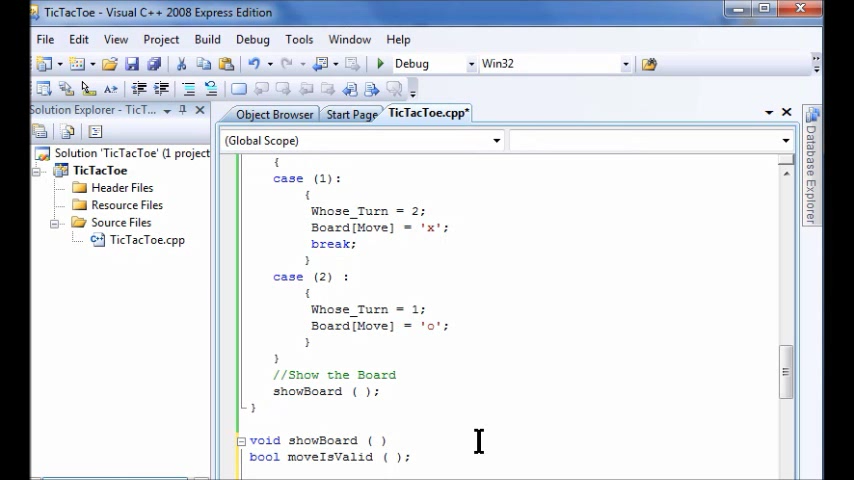 TicTacToe - Visual C++ 2008 Express Edition
File Edit View Project Build Debug Tools Window Help
Debug Win32
Solution Explorer - TicT...
Object Browser Start Page TicTacToe.cpp*
(Global Scope)
Solution 'TicTacToe' (1 project
TicTacToe
Header Files
Resource Files
Source Files
TicTacToe.cpp
{
case (1):
{
Whose_Turn = 2;
Board[Move] = 'x';
break;
}
case (2) :
{
Whose_Turn = 1;
Board[Move] = 'o';
}
}
//Show the Board
showBoard ( );
}
void showBoard ( )
bool moveIsValid ( );
Database Explorer